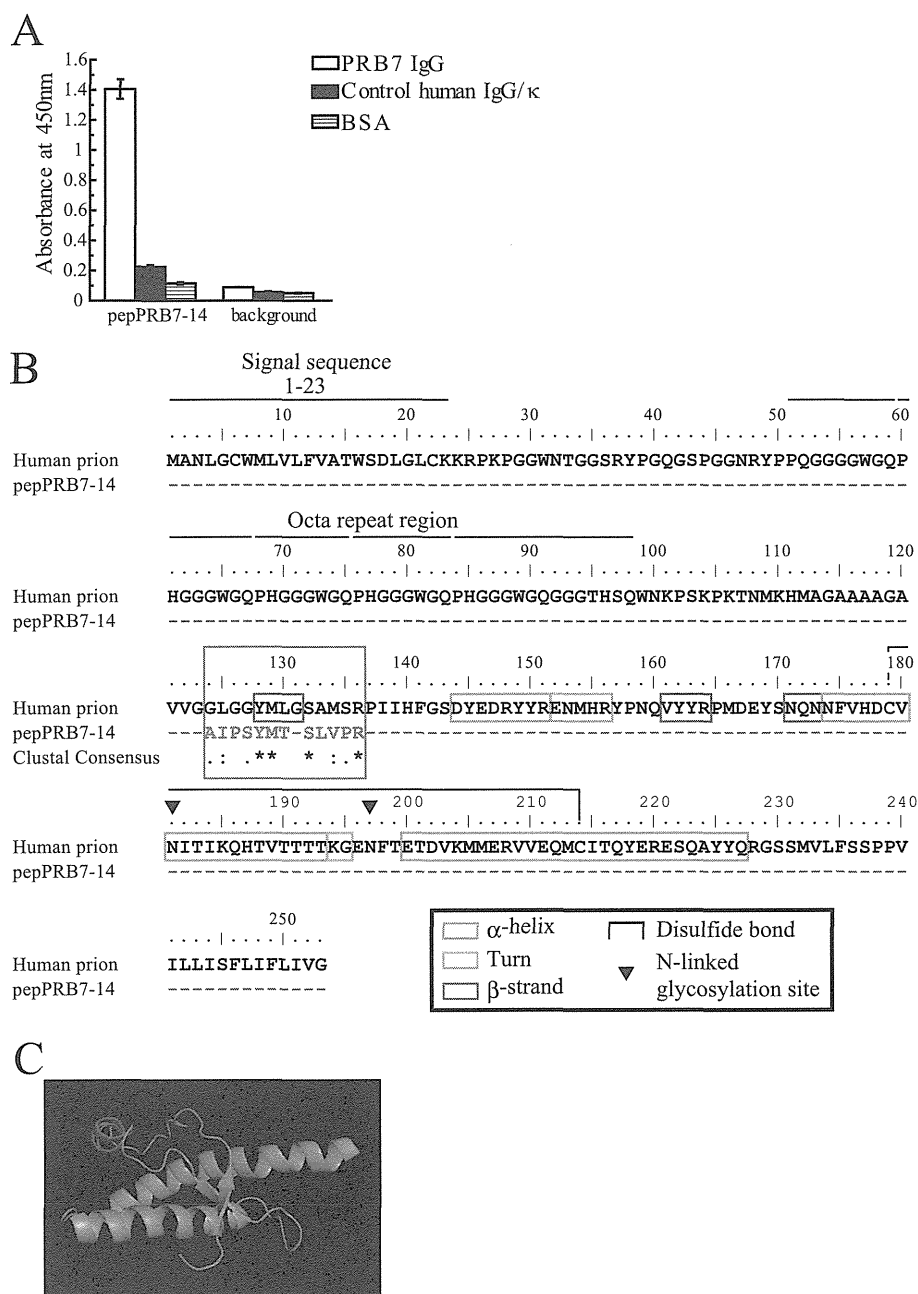 A
1.6
1.4
1.2
1
0.8
0.6
0.4
0.2
0
Absorbance at 450nm
PRB7 IgG
Control human IgG/κ
BSA
pepPRB7-14
background
B
Signal sequence
1-23
10 20 30 40 50 60
Human prion MANLGCWMLVLFVATWSDLGLCKKRPKPGGWNTGGSRYPGQGSPGGNRYPPQGGGGWGQP
pepPRB7-14 ------------------------------------------------------------
Octa repeat region
70 80 90 100 110 120
Human prion HGGGWGQPHGGGWGQPHGGGWGQPHGGGWGQGGGTHSQWNKPSKPKTNMKHMAGAAAAGA
pepPRB7-14 ------------------------------------------------------------
130 140 150 160 170 180
Human prion VVGGLGGYMLGSAMSRPIIHFGSDYEDRYYRENMHRYPNQVYYRPMDEYSNQNNFVHDCV
pepPRB7-14 ---AIPSYMT-SLVPR--------------------------------------------
Clustal Consensus .: .** * :.*
190 200 210 220 230 240
Human prion NITIKQHTVTTTTKGENFTETDVKMMERVVEQMCITQYERESQAYYQRGSSMVLFSSPPV
pepPRB7-14 ------------------------------------------------------------
250
Human prion ILLISFLIFLIVG
pepPRB7-14 -------------
α-helix
Turn
β-strand
Disulfide bond
N-linked
glycosylation site
C